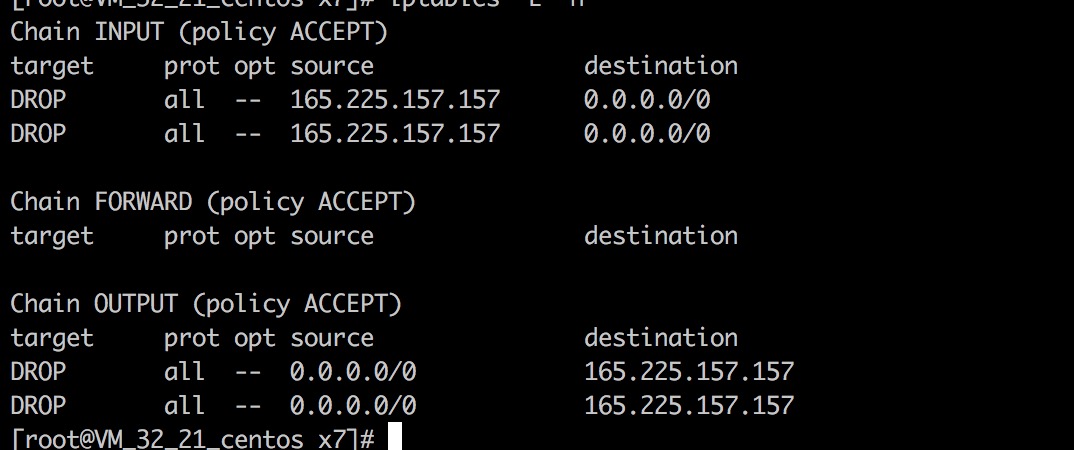 [root@VM_32_21_centos x7]# iptables -L -n
Chain INPUT (policy ACCEPT)
target prot opt source destination
DROP all -- 165.225.157.157 0.0.0.0/0
DROP all -- 165.225.157.157 0.0.0.0/0
Chain FORWARD (policy ACCEPT)
target prot opt source destination
Chain OUTPUT (policy ACCEPT)
target prot opt source destination
DROP all -- 0.0.0.0/0 165.225.157.157
DROP all -- 0.0.0.0/0 165.225.157.157
[root@VM_32_21_centos x7]#